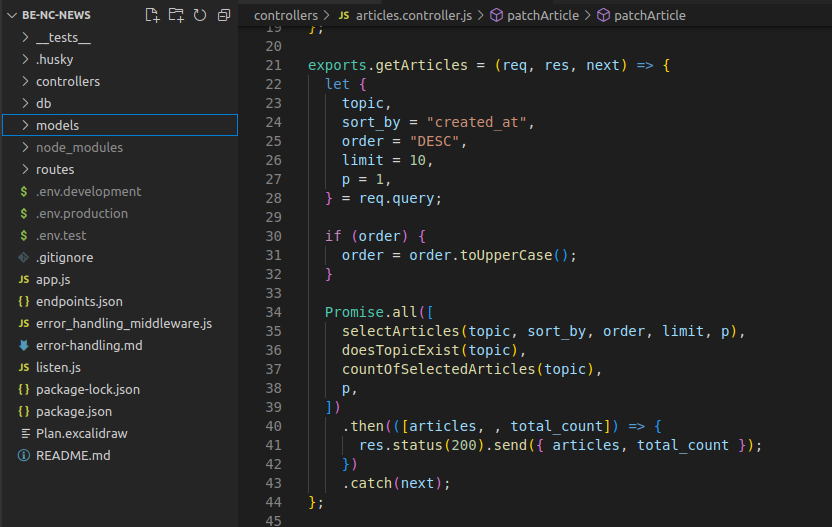 BE-NC-NEWS
__tests__
.husky
controllers
db
models
node_modules
routes
.env.development
.env.production
.env.test
.gitignore
JS app.js
{} endpoints.json
JS error_handling_middleware.js
error-handling.md
JS listen.js
{} package-lock.json
{} package.json
Plan.excalidraw
README.md
controllers > JS articles.controller.js > patchArticle > patchArticle
19 };
20
21 exports.getArticles = (req, res, next) => {
22   let {
23     topic,
24     sort_by = "created_at",
25     order = "DESC",
26     limit = 10,
27     p = 1,
28   } = req.query;
29
30   if (order) {
31     order = order.toUpperCase();
32   }
33
34   Promise.all([
35     selectArticles(topic, sort_by, order, limit, p),
36     doesTopicExist(topic),
37     countOfSelectedArticles(topic),
38     p,
39   ])
40     .then(([articles, , total_count]) => {
41       res.status(200).send({ articles, total_count });
42     })
43     .catch(next);
44 };
45